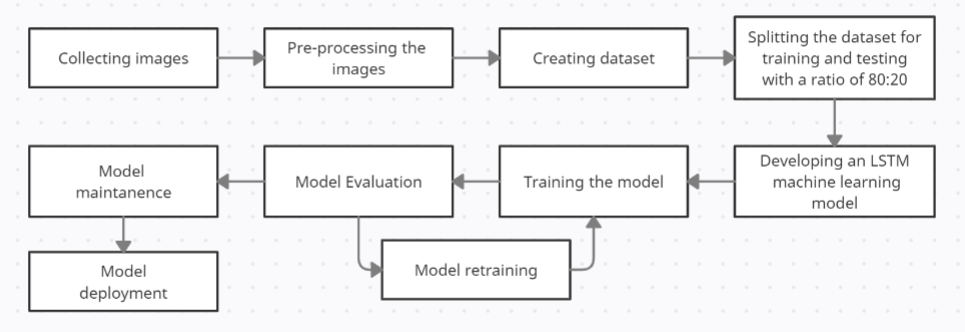 Collecting images
Pre-processing the
images
Creating dataset
Splitting the dataset for
training and testing
with a ratio of 80:20
Developing an LSTM
machine learning
model
Training the model
Model Evaluation
Model retraining
Model
maintanence
Model
deployment